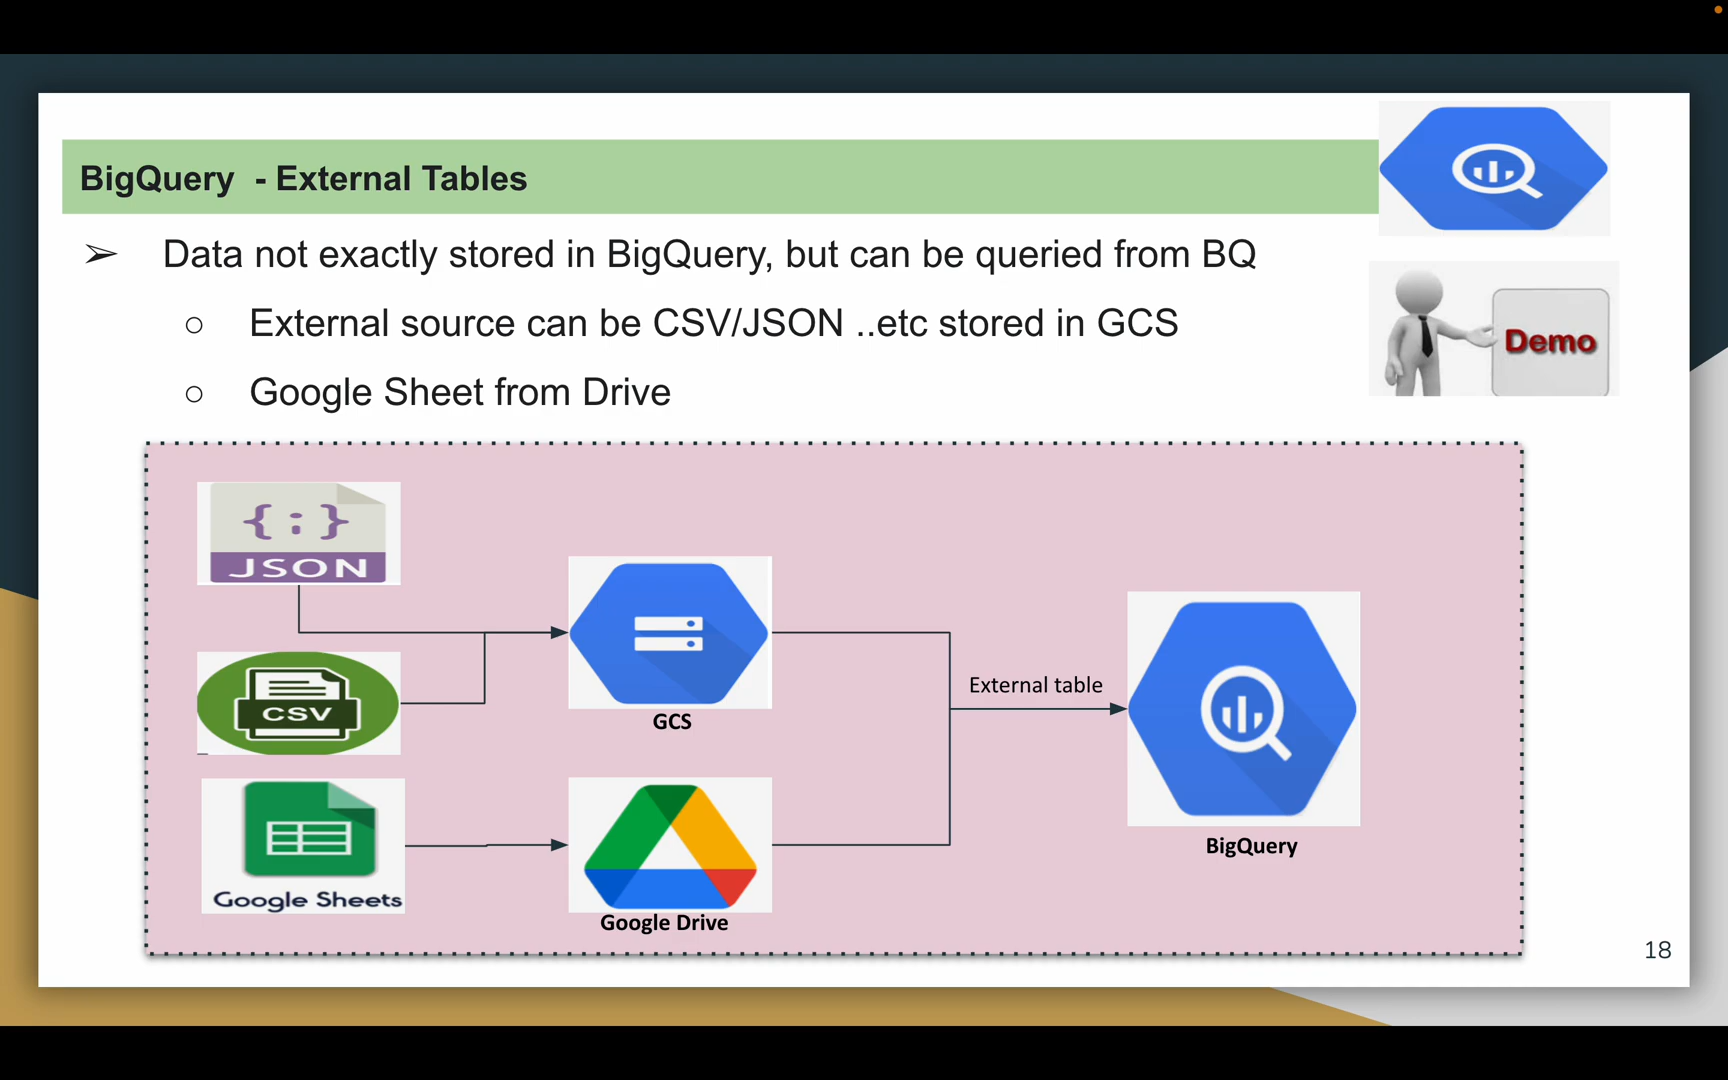 BigQuery - External Tables
➢ Data not exactly stored in BigQuery, but can be queried from BQ
○ External source can be CSV/JSON ..etc stored in GCS
○ Google Sheet from Drive
Demo
{:}
JSON
CSV
GCS
External table
BigQuery
Google Sheets
Google Drive
18